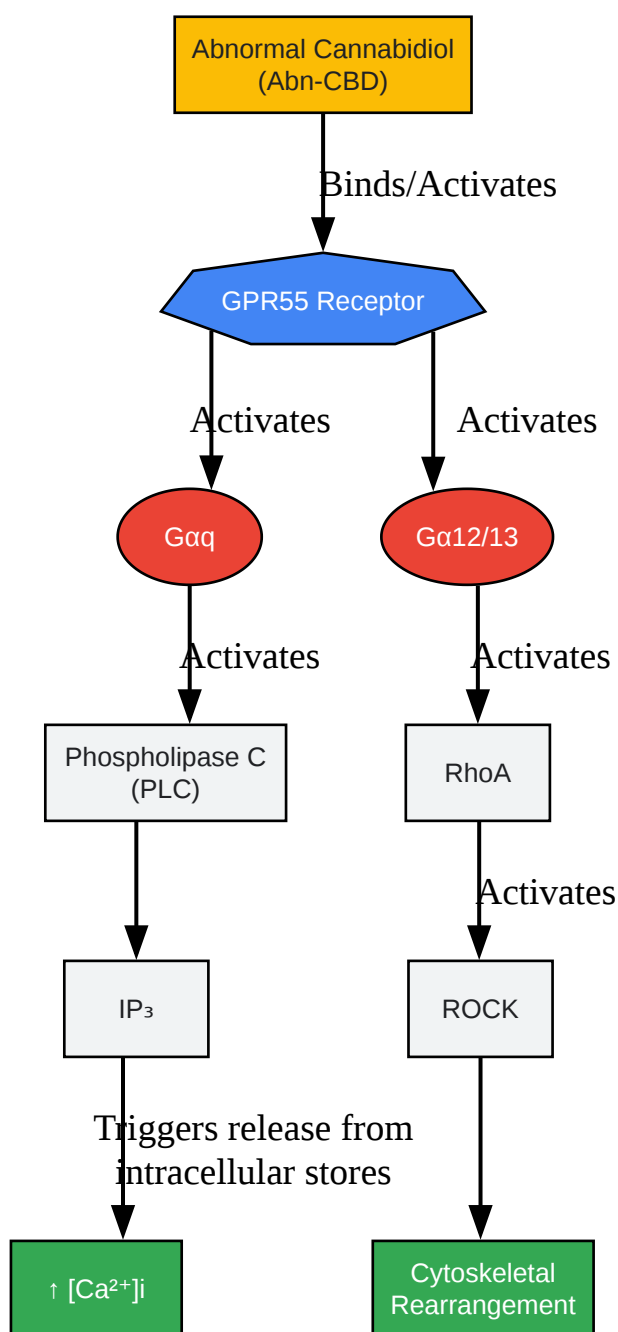 Abnormal Cannabidiol
(Abn-CBD)
Binds/Activates
GPR55 Receptor
Activates
Activates
Gαq
Gα12/13
Activates
Activates
Phospholipase C
(PLC)
RhoA
Activates
IP₃
ROCK
Triggers release from
intracellular stores
↑ [Ca²⁺]i
Cytoskeletal
Rearrangement